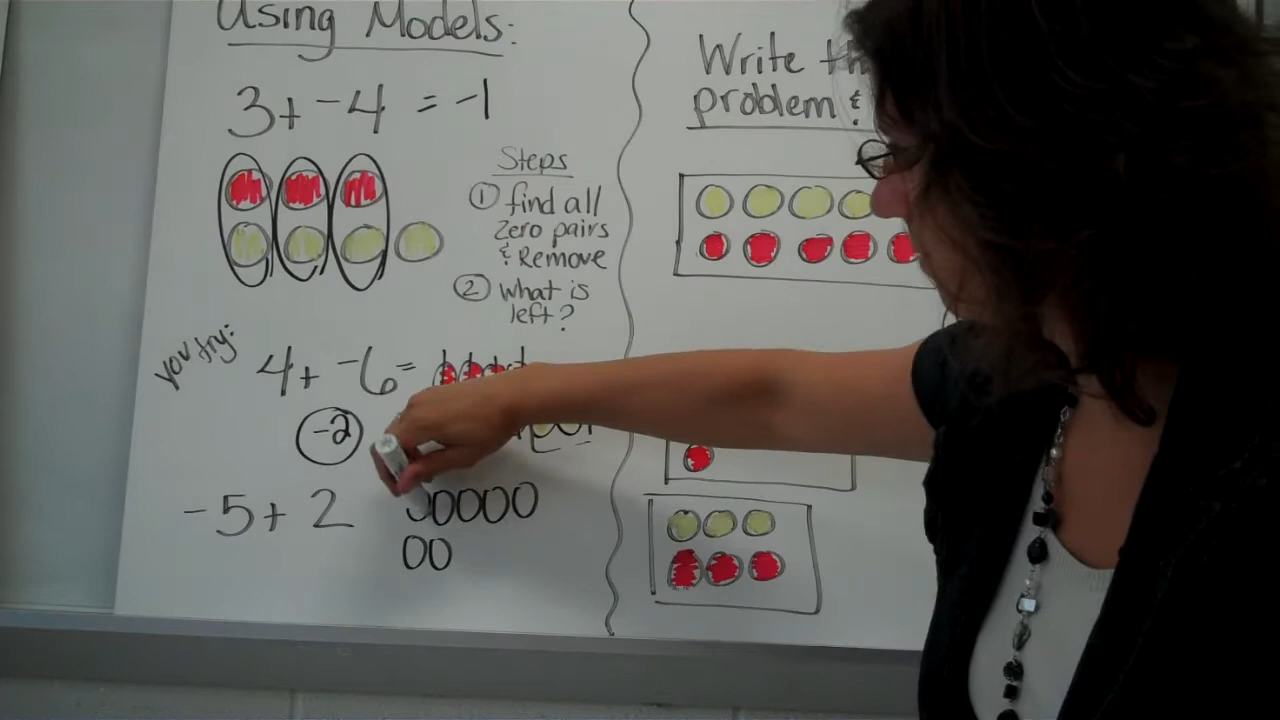 Using Models:
3 + -4 = -1
Steps
① find all
zero pairs
& Remove
② what is
left?
you try:
4 + -6 =
-2
-5 + 2
Write
problem &